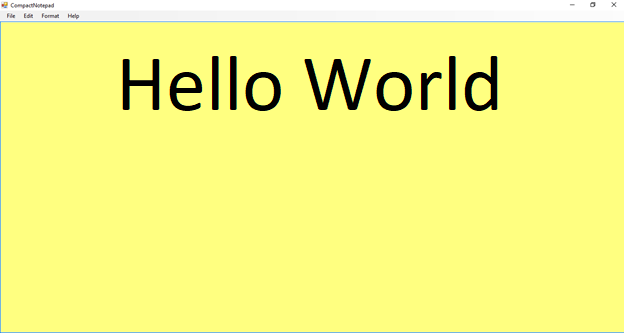 CompactNotepad
File Edit Format Help
Hello World